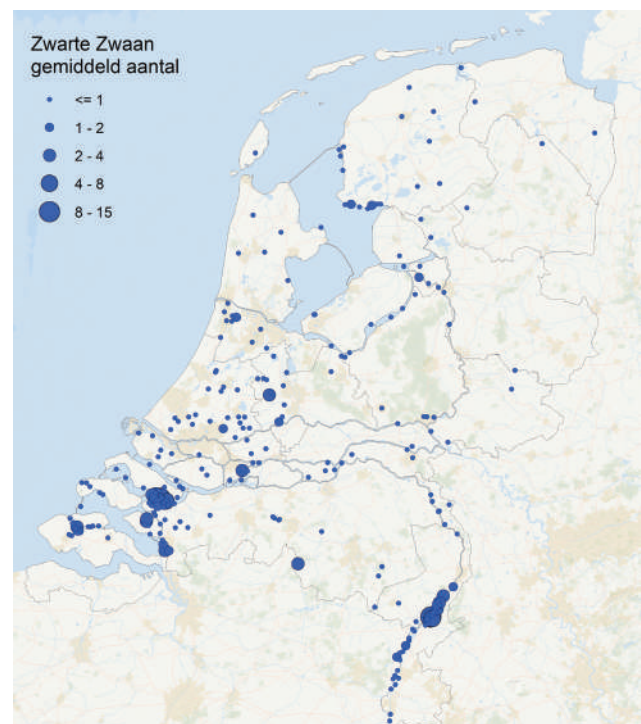 Zwarte Zwaan
gemiddeld aantal
<= 1
1 - 2
2 - 4
4 - 8
8 - 15